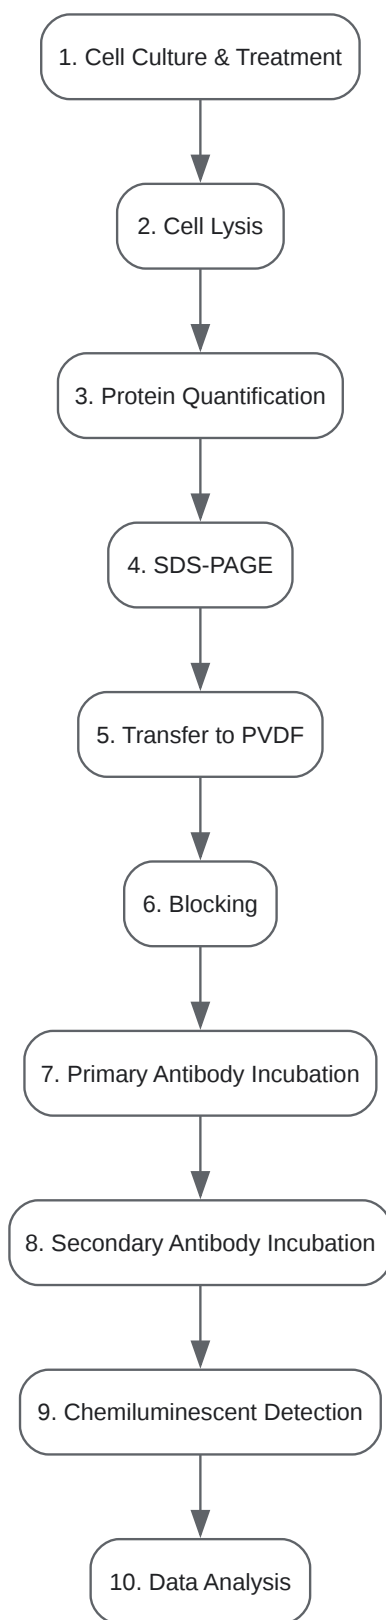 1. Cell Culture & Treatment
2. Cell Lysis
3. Protein Quantification
4. SDS-PAGE
5. Transfer to PVDF
6. Blocking
7. Primary Antibody Incubation
8. Secondary Antibody Incubation
9. Chemiluminescent Detection
10. Data Analysis